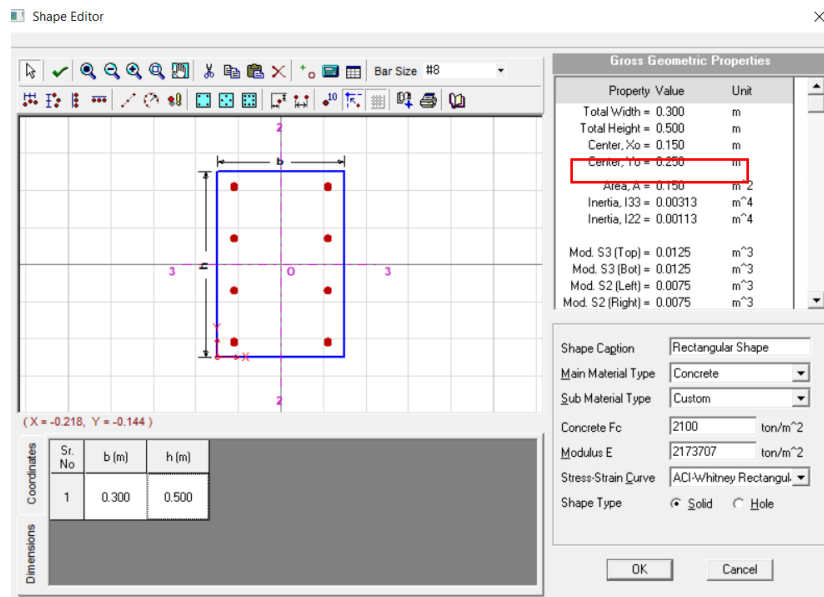 Shape Editor
Bar Size #8
10
2
b
h
3 O 3
Y
X
2
( X = -0.218, Y = -0.144 )
Coordinates
Dimensions
Sr. No b (m) h (m)
1 0.300 0.500
Gross Geometric Properties
Property Value Unit
Total Width = 0.300 m
Total Height = 0.500 m
Center, Xo = 0.150 m
Center, Yo = 0.250 m
Area, A = 0.150 m^2
Inertia, I33 = 0.00313 m^4
Inertia, I22 = 0.00113 m^4
Mod. S3 (Top) = 0.0125 m^3
Mod. S3 (Bot) = 0.0125 m^3
Mod. S2 (Left) = 0.0075 m^3
Mod. S2 (Right) = 0.0075 m^3
Shape Caption Rectangular Shape
Main Material Type Concrete
Sub Material Type Custom
Concrete Fc 2100 ton/m^2
Modulus E 2173707 ton/m^2
Stress-Strain Curve ACI-Whitney Rectangul
Shape Type Solid Hole
OK Cancel